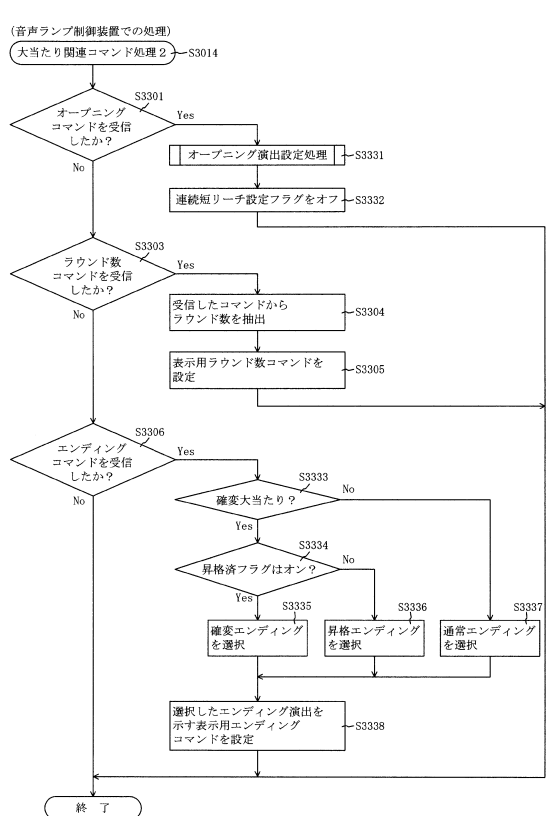 (音声ランプ制御装置での処理)
大当たり関連コマンド処理2
S3014
S3301
オープニング
コマンドを受信
したか?
Yes
No
オープニング演出設定処理
S3331
連続短リーチ設定フラグをオフ
S3332
S3303
ラウンド数
コマンドを受信
したか?
Yes
No
受信したコマンドから
ラウンド数を抽出
S3304
表示用ラウンド数コマンドを
設定
S3305
S3306
エンディング
コマンドを受信
したか?
Yes
No
S3333
確変大当たり?
No
Yes
S3334
昇格済フラグはオン?
No
Yes
S3335
確変エンディング
を選択
S3336
昇格エンディング
を選択
S3337
通常エンディング
を選択
選択したエンディング演出を
示す表示用エンディング
コマンドを設定
S3338
終 了